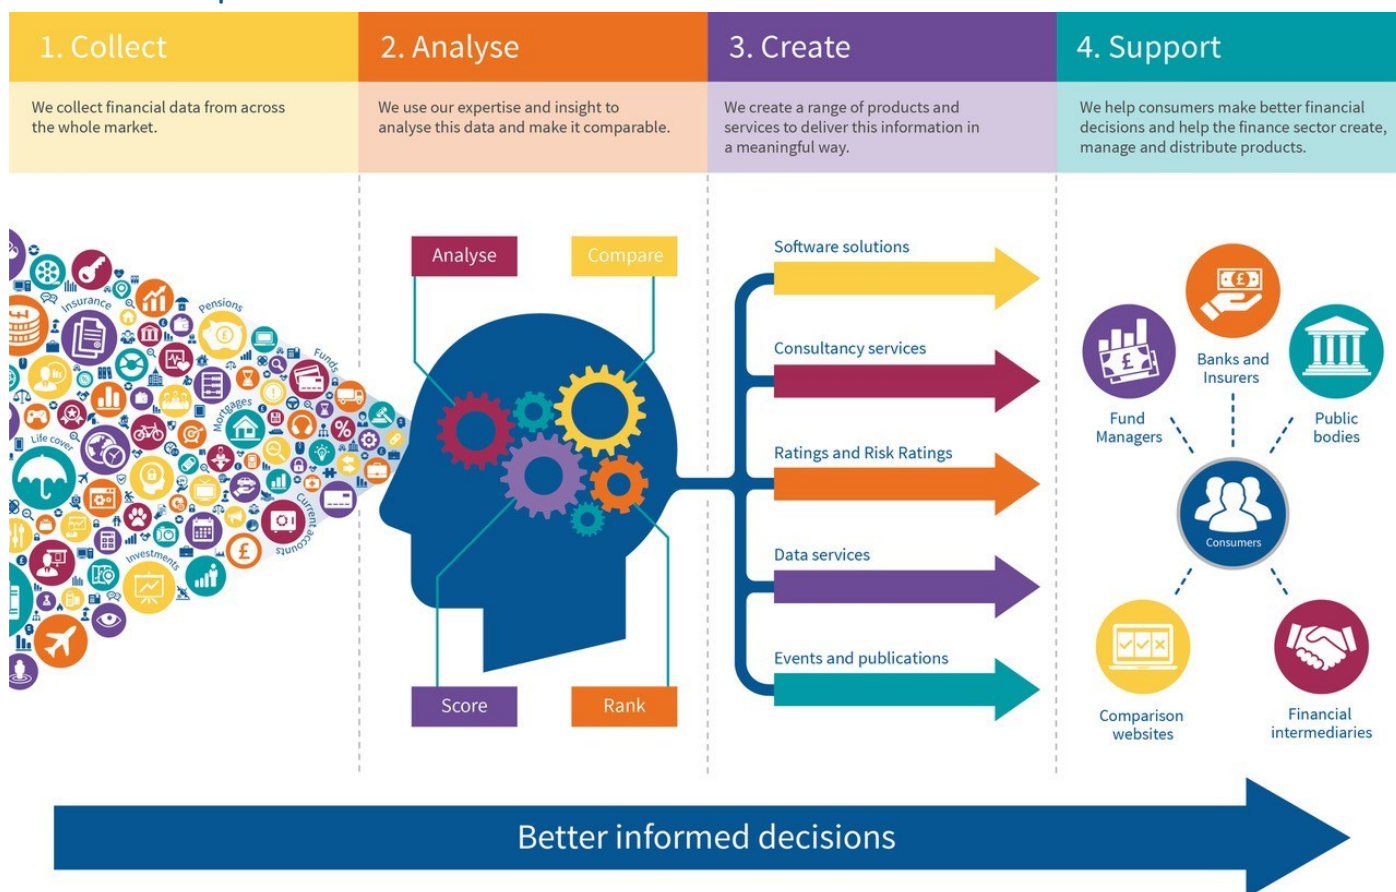 1. Collect
We collect financial data from across
the whole market.
2. Analyse
We use our expertise and insight to
analyse this data and make it comparable.
3. Create
We create a range of products and
services to deliver this information in
a meaningful way.
4. Support
We help consumers make better financial
decisions and help the finance sector create,
manage and distribute products.
Insurance
Pensions
Funds
Mortgages
Life cover
Current accounts
Investments
Analyse
Compare
Score
Rank
Software solutions
Consultancy services
Ratings and Risk Ratings
Data services
Events and publications
Fund
Managers
Banks and
Insurers
Public
bodies
Consumers
Comparison
websites
Financial
intermediaries
Better informed decisions